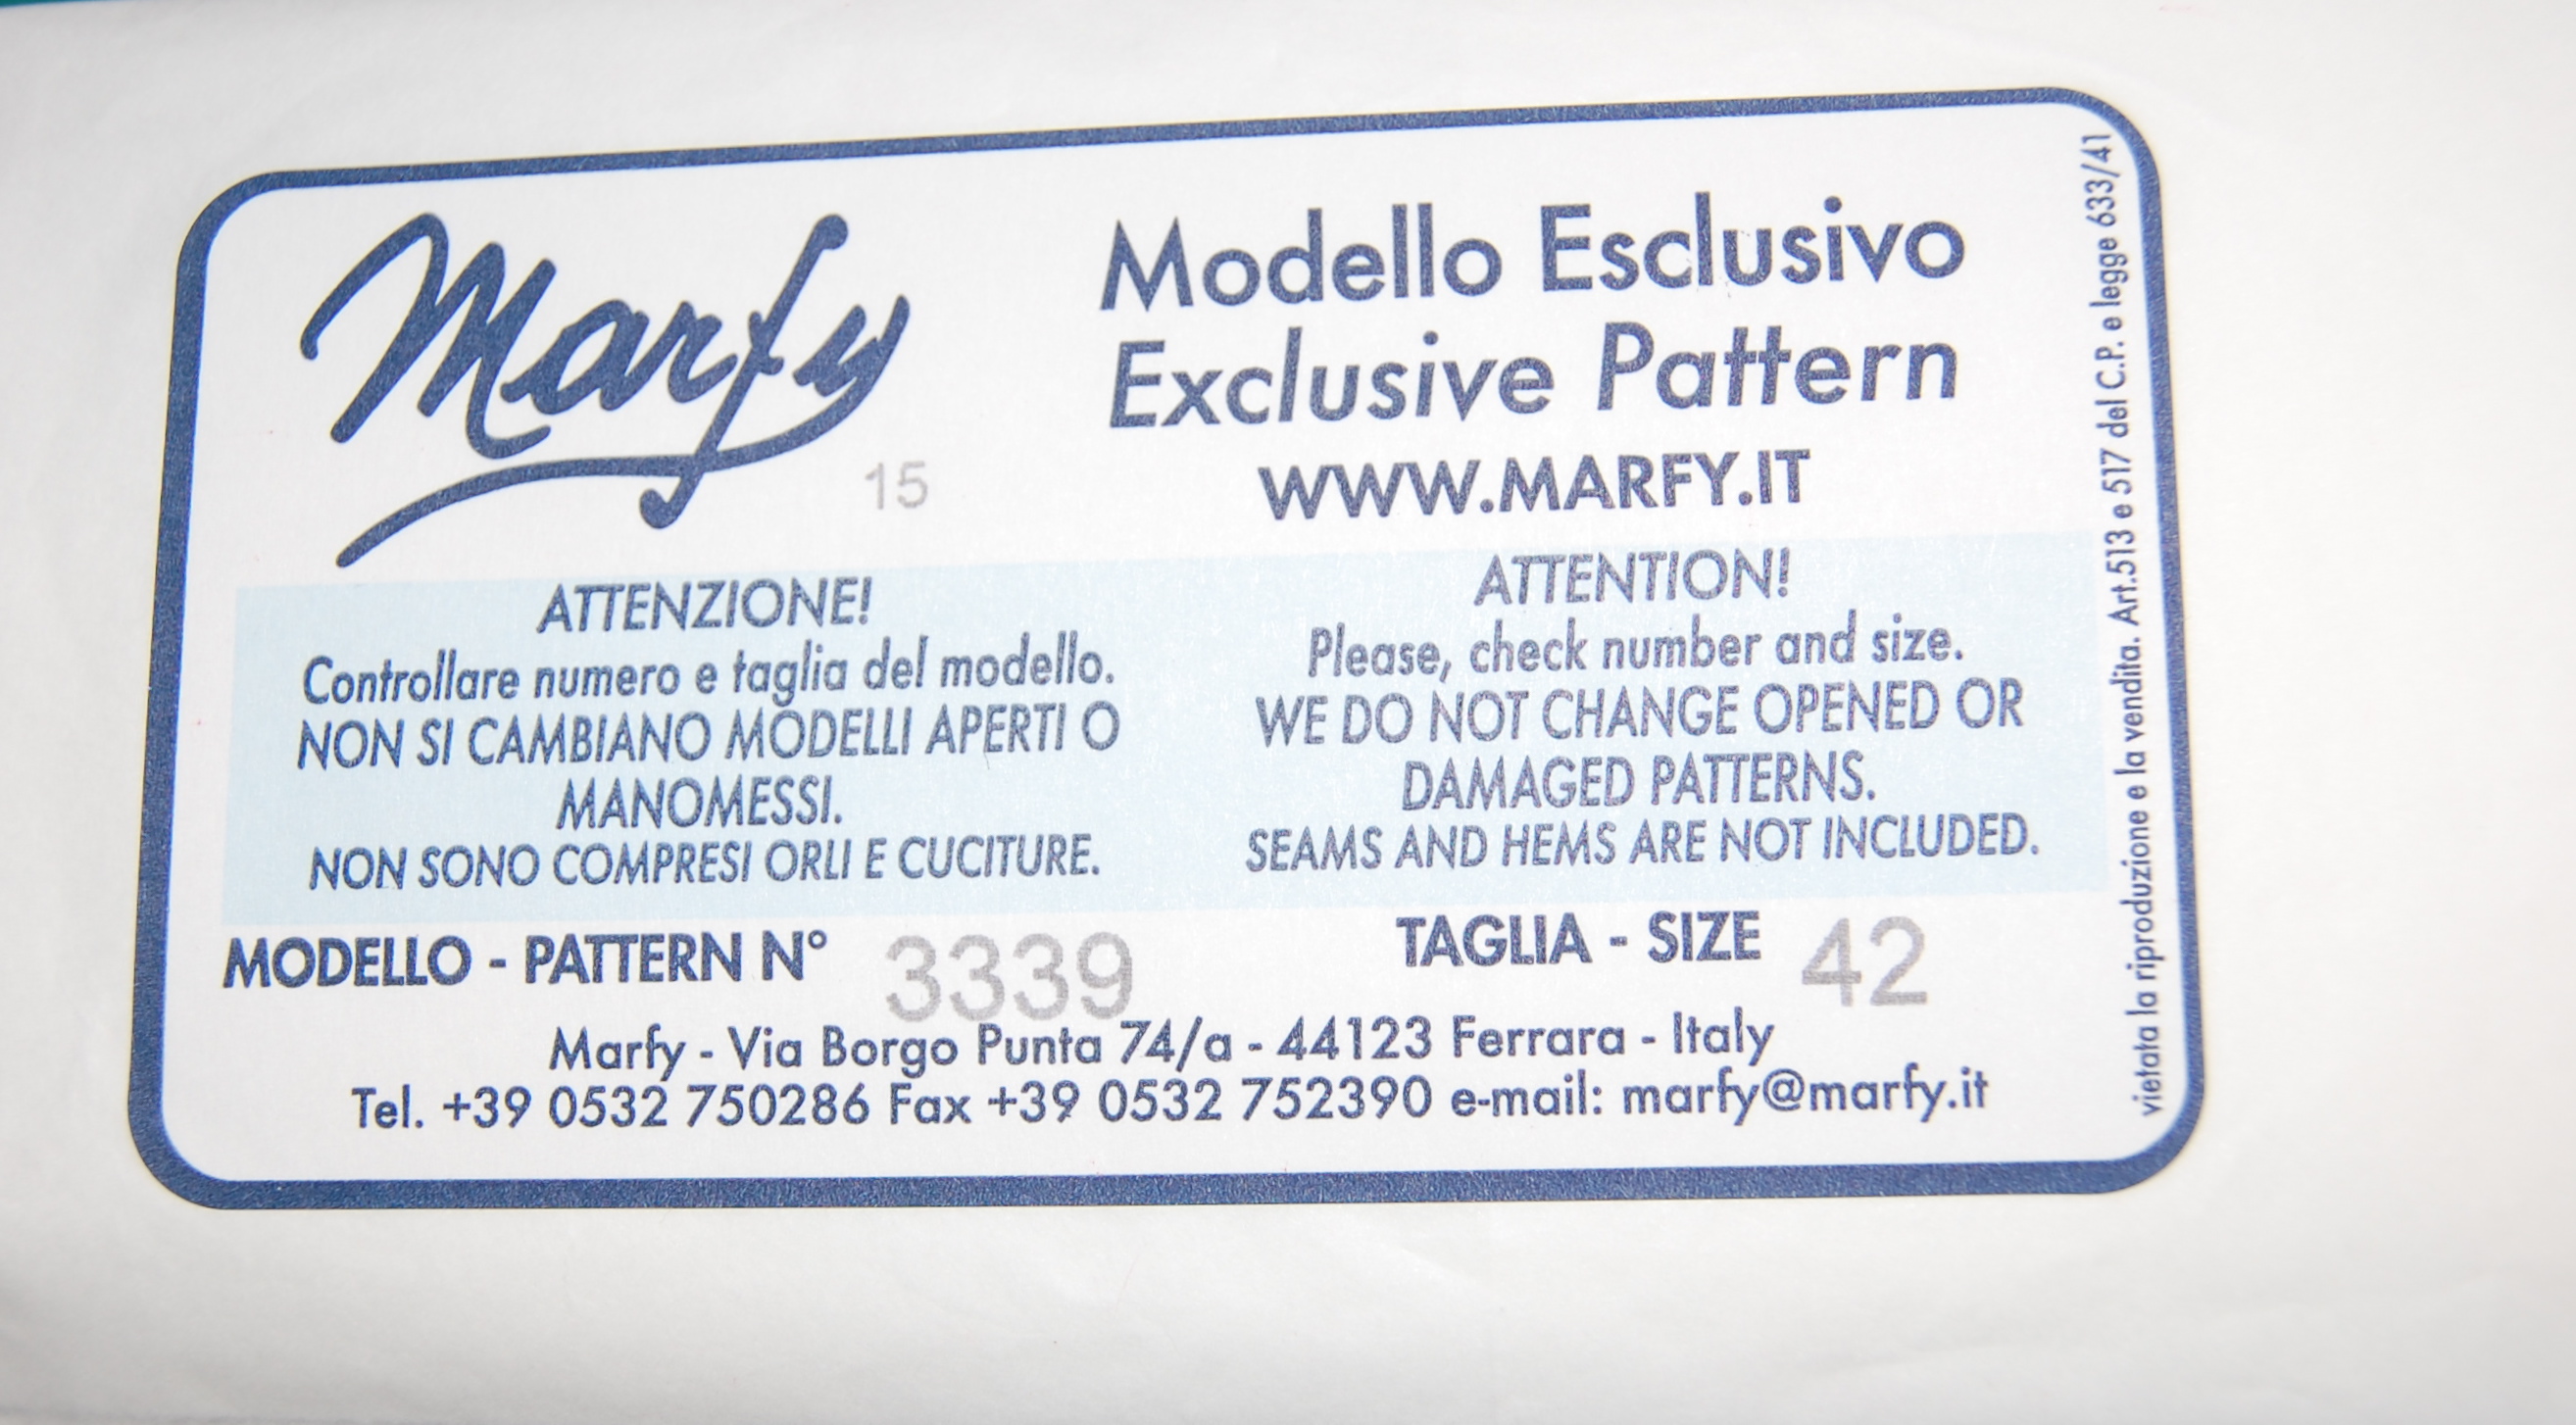 Marfy
15
Modello Esclusivo
Exclusive Pattern
WWW.MARFY.IT
ATTENZIONE!
Controllare numero e taglia del modello.
NON SI CAMBIANO MODELLI APERTI O
MANOMESSI.
NON SONO COMPRESI ORLI E CUCITURE.
ATTENTION!
Please, check number and size.
WE DO NOT CHANGE OPENED OR
DAMAGED PATTERNS.
SEAMS AND HEMS ARE NOT INCLUDED.
MODELLO - PATTERN N° 3339
TAGLIA - SIZE 42
Marfy - Via Borgo Punta 74/a - 44123 Ferrara - Italy
Tel. +39 0532 750286 Fax +39 0532 752390 e-mail: marfy@marfy.it
vietata la riproduzione e la vendita. Art.513 e 517 del C.P. e legge 633/41